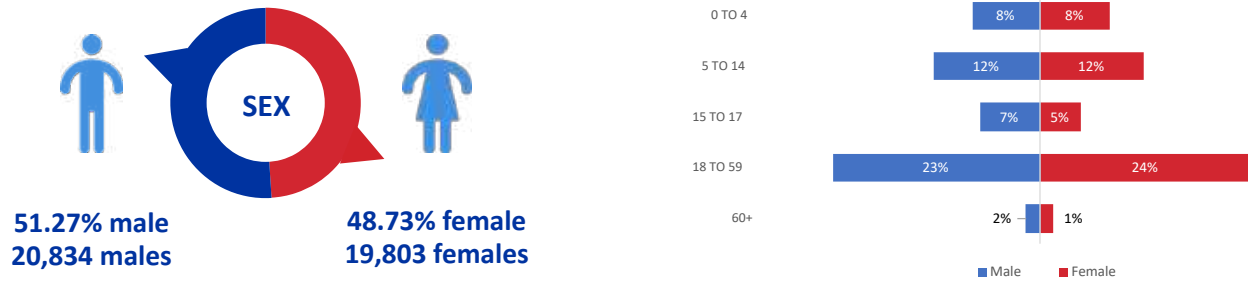 SEX
51.27% male
20,834 males
48.73% female
19,803 females
0 TO 4
8%
8%
5 TO 14
12%
12%
15 TO 17
7%
5%
18 TO 59
23%
24%
60+
2%
1%
Male
Female